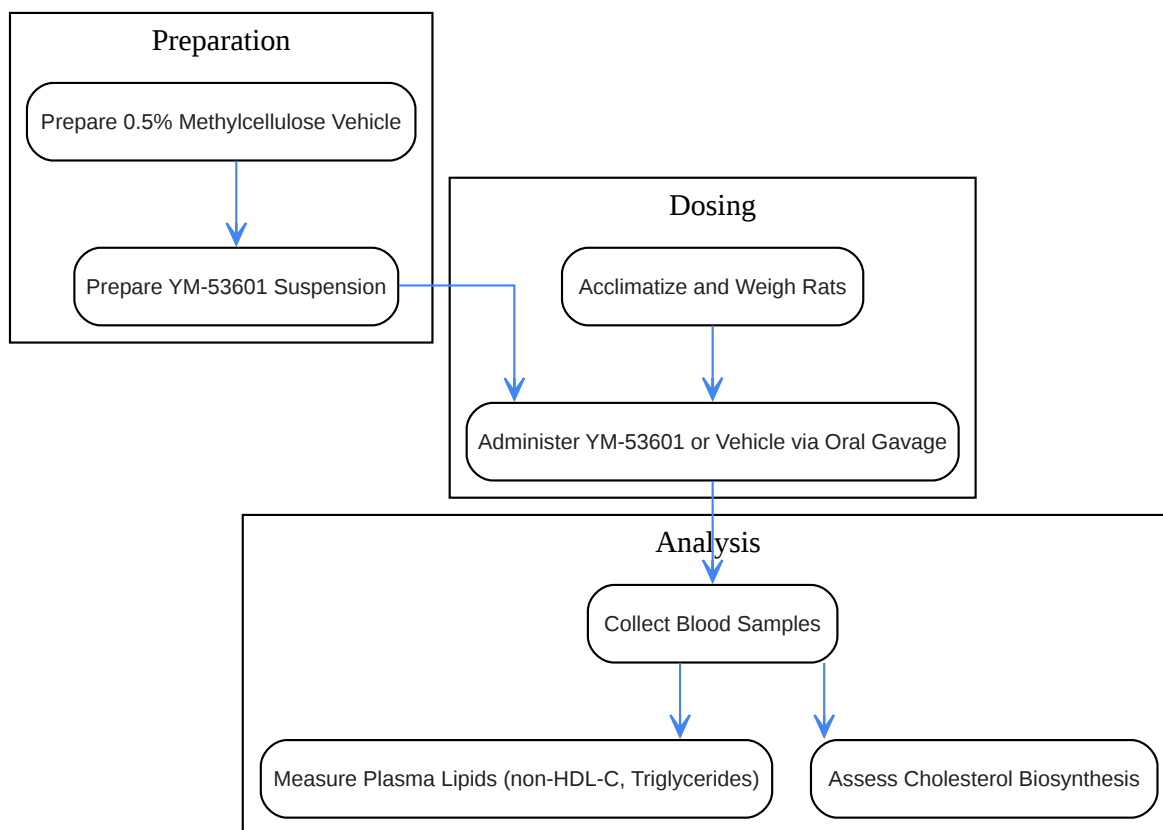 Preparation
Prepare 0.5% Methylcellulose Vehicle
Prepare YM-53601 Suspension
Dosing
Acclimatize and Weigh Rats
Administer YM-53601 or Vehicle via Oral Gavage
Analysis
Collect Blood Samples
Measure Plasma Lipids (non-HDL-C, Triglycerides)
Assess Cholesterol Biosynthesis